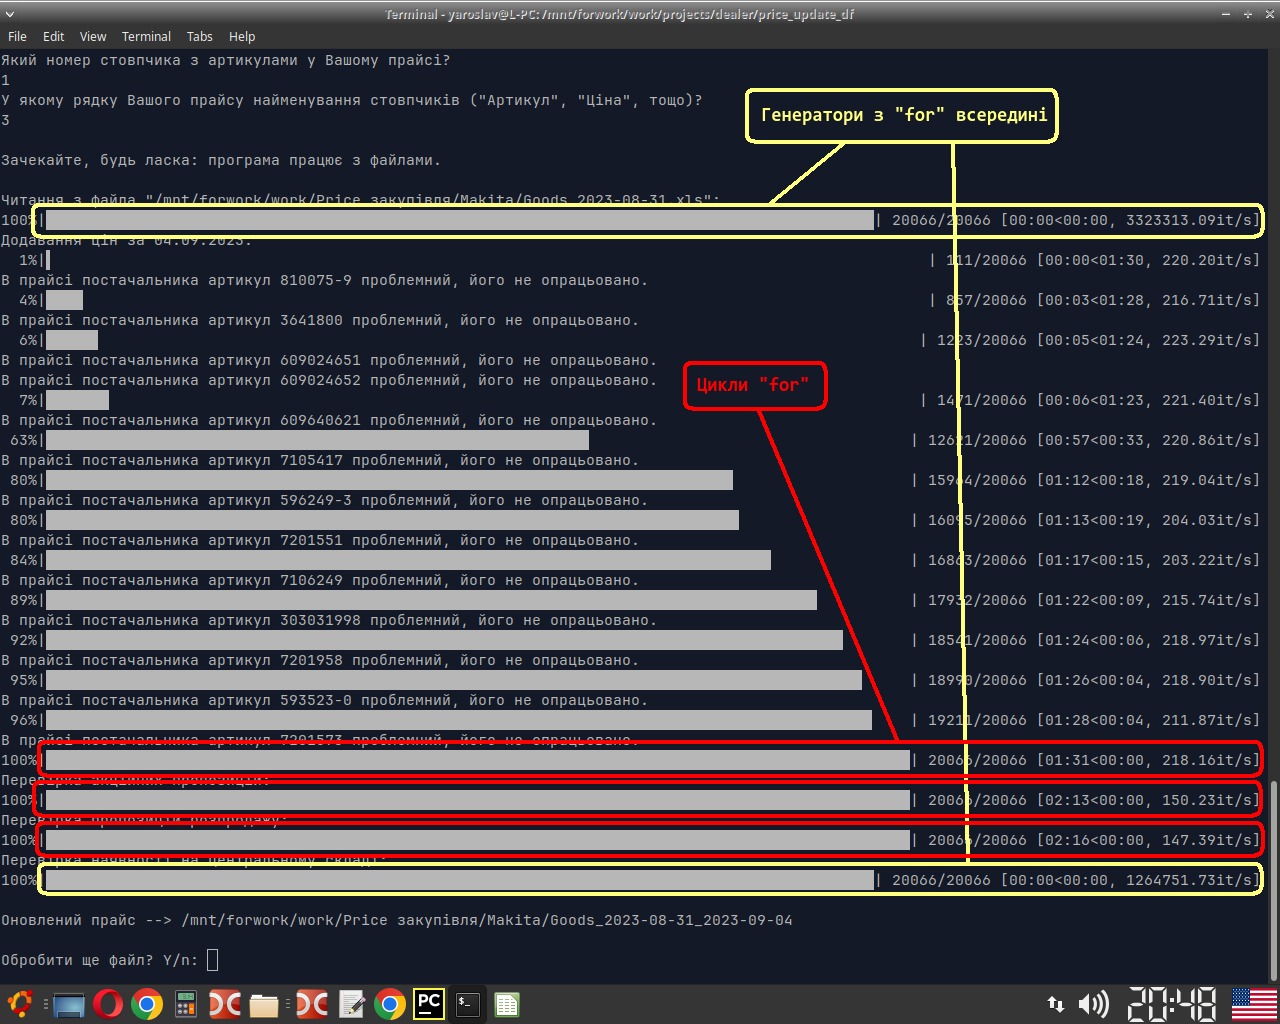 Terminal - yaroslav@L-PC: /mnt/forwork/work/projects/dealer/price_update_df
File Edit View Terminal Tabs Help
Який номер стовпчика з артикулами у Вашому прайсі?
1
У якому рядку Вашого прайсу найменування стовпчиків ("Артикул", "Ціна", тощо)?
3
Генератори з "for" всередині
Зачекайте, будь ласка: програма працює з файлами.
Читання з файла "/mnt/forwork/work/Price закупівля/Makita/Goods_2023-08-31.xls":
100%| | 20066/20066 [00:00<00:00, 3323313.09it/s]
Додавання цін за 04.09.2023.
1%| | 111/20066 [00:00<01:30, 220.20it/s]
В прайсі постачальника артикул 810075-9 проблемний, його не опрацьовано.
4%| | 857/20066 [00:03<01:28, 216.71it/s]
В прайсі постачальника артикул 3641800 проблемний, його не опрацьовано.
6%| | 1223/20066 [00:05<01:24, 223.29it/s]
В прайсі постачальника артикул 609024651 проблемний, його не опрацьовано.
В прайсі постачальника артикул 609024652 проблемний, його не опрацьовано.
Цикли "for"
7%| | 1471/20066 [00:06<01:23, 221.40it/s]
В прайсі постачальника артикул 609640621 проблемний, його не опрацьовано.
63%| | 12621/20066 [00:57<00:33, 220.86it/s]
В прайсі постачальника артикул 7105417 проблемний, його не опрацьовано.
80%| | 15964/20066 [01:12<00:18, 219.04it/s]
В прайсі постачальника артикул 596249-3 проблемний, його не опрацьовано.
80%| | 16095/20066 [01:13<00:19, 204.03it/s]
В прайсі постачальника артикул 7201551 проблемний, його не опрацьовано.
84%| | 16863/20066 [01:17<00:15, 203.22it/s]
В прайсі постачальника артикул 7106249 проблемний, його не опрацьовано.
89%| | 17932/20066 [01:22<00:09, 215.74it/s]
В прайсі постачальника артикул 303031998 проблемний, його не опрацьовано.
92%| | 18541/20066 [01:24<00:06, 218.97it/s]
В прайсі постачальника артикул 7201958 проблемний, його не опрацьовано.
95%| | 18990/20066 [01:26<00:04, 218.90it/s]
В прайсі постачальника артикул 593523-0 проблемний, його не опрацьовано.
96%| | 19211/20066 [01:28<00:04, 211.87it/s]
В прайсі постачальника артикул 7201573 проблемний, його не опрацьовано.
100%| | 20066/20066 [01:31<00:00, 218.16it/s]
Перевірка акційних пропозицій:
100%| | 20066/20066 [02:13<00:00, 150.23it/s]
Перевірка пропозицій розпродажу:
100%| | 20066/20066 [02:16<00:00, 147.39it/s]
Перевірка наявності на центральному складі:
100%| | 20066/20066 [00:00<00:00, 1264751.73it/s]
Оновлений прайс --> /mnt/forwork/work/Price закупівля/Makita/Goods_2023-08-31_2023-09-04
Обробити ще файл? Y/n:
PC
20:48